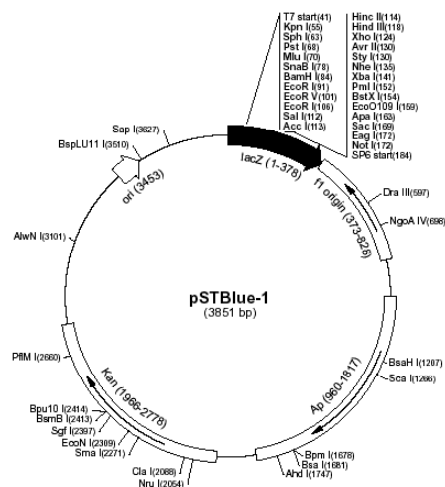 T7 start(41)
Kpn I(55)
Sph I(63)
Pst I(68)
Mlu I(70)
SnaB I(78)
BamH I(84)
EcoR I(91)
EcoR V(101)
EcoR I(106)
Sal I(112)
Acc I(113)
Hinc II(114)
Hind III(118)
Xho I(124)
Avr II(130)
Sty I(130)
Nhe I(135)
Xba I(141)
Pml I(152)
BstX I(154)
EcoO109 I(159)
Apa I(163)
Sac I(169)
Eag I(172)
Not I(172)
SP6 start(184)
Sap I(3627)
BspLU11 I(3510)
ori (3453)
lacZ (1-378)
f1 origin (373-828)
Dra III(597)
NgoA IV(698)
AlwN I(3101)
pSTBlue-1
(3851 bp)
PflM I(2660)
Kan (1966-2778)
Ap (960-1817)
BsaH I(1207)
Sca I(1266)
Bpu10 I(2414)
BsmB I(2413)
Sgf I(2397)
EcoN I(2309)
Sma I(2271)
Cla I(2088)
Nru I(2054)
Bpm I(1678)
Bsa I(1681)
Ahd I(1747)